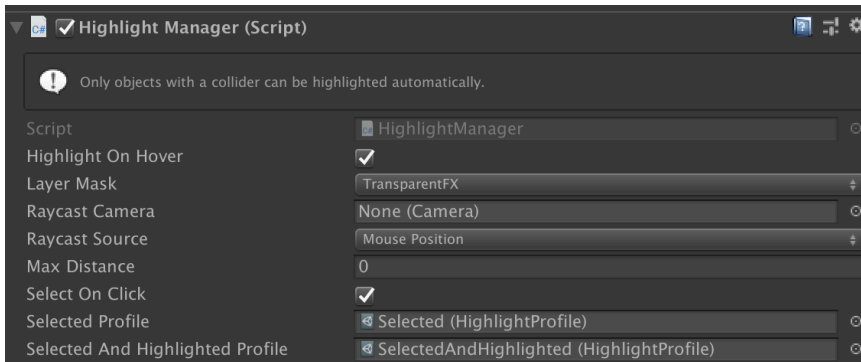 C# Highlight Manager (Script)
Only objects with a collider can be highlighted automatically.
Script C# HighlightManager
Highlight On Hover
Layer Mask TransparentFX
Raycast Camera None (Camera)
Raycast Source Mouse Position
Max Distance 0
Select On Click
Selected Profile Selected (HighlightProfile)
Selected And Highlighted Profile SelectedAndHighlighted (HighlightProfile)